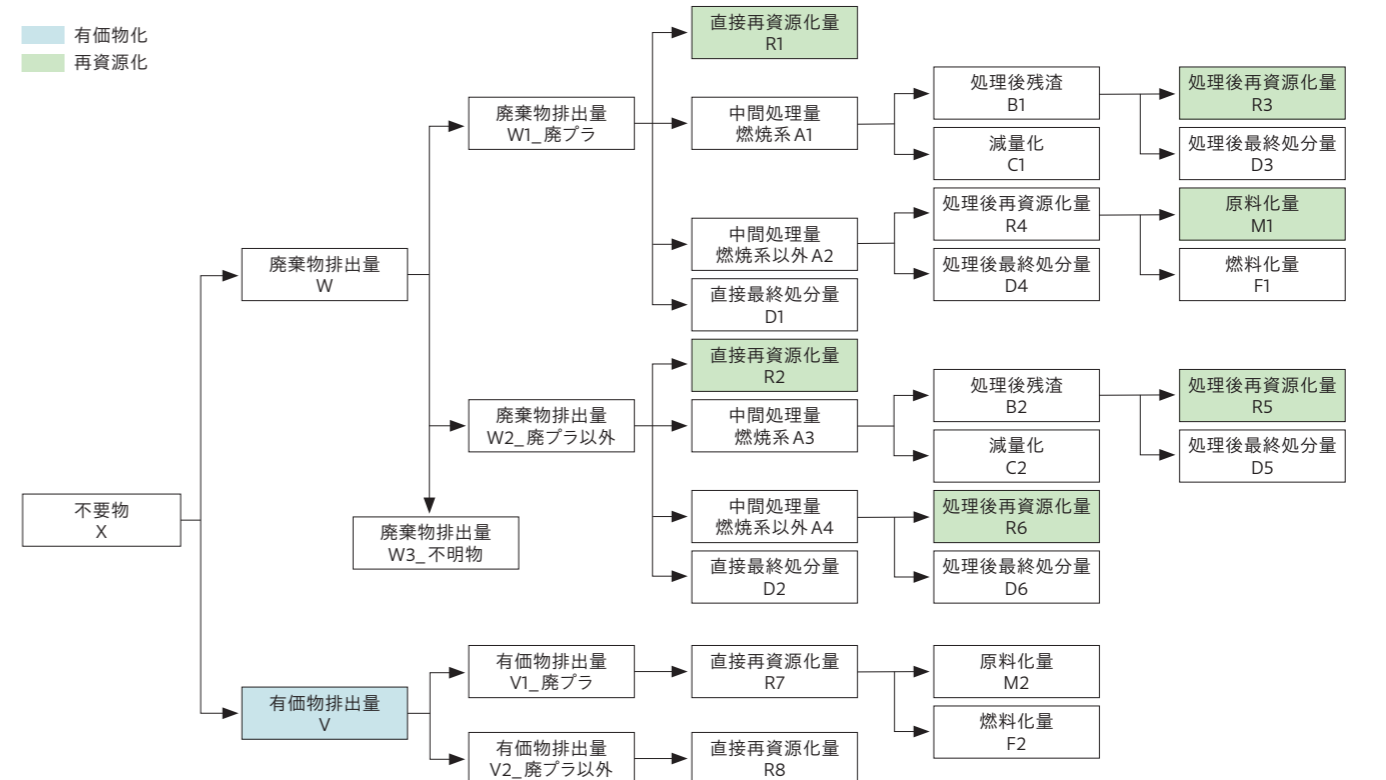 有価物化
再資源化
直接再資源化量
R1
廃棄物排出量
W1_廃プラ
中間処理量
燃焼系A1
処理後残渣
B1
処理後再資源化量
R3
減量化
C1
処理後最終処分量
D3
中間処理量
燃焼系以外A2
処理後再資源化量
R4
原料化量
M1
処理後最終処分量
D4
燃料化量
F1
直接最終処分量
D1
廃棄物排出量
W
直接再資源化量
R2
廃棄物排出量
W2_廃プラ以外
中間処理量
燃焼系A3
処理後残渣
B2
処理後再資源化量
R5
減量化
C2
処理後最終処分量
D5
中間処理量
燃焼系以外A4
処理後再資源化量
R6
直接最終処分量
D2
処理後最終処分量
D6
廃棄物排出量
W3_不明物
不要物
X
有価物排出量
V
有価物排出量
V1_廃プラ
直接再資源化量
R7
原料化量
M2
燃料化量
F2
有価物排出量
V2_廃プラ以外
直接再資源化量
R8